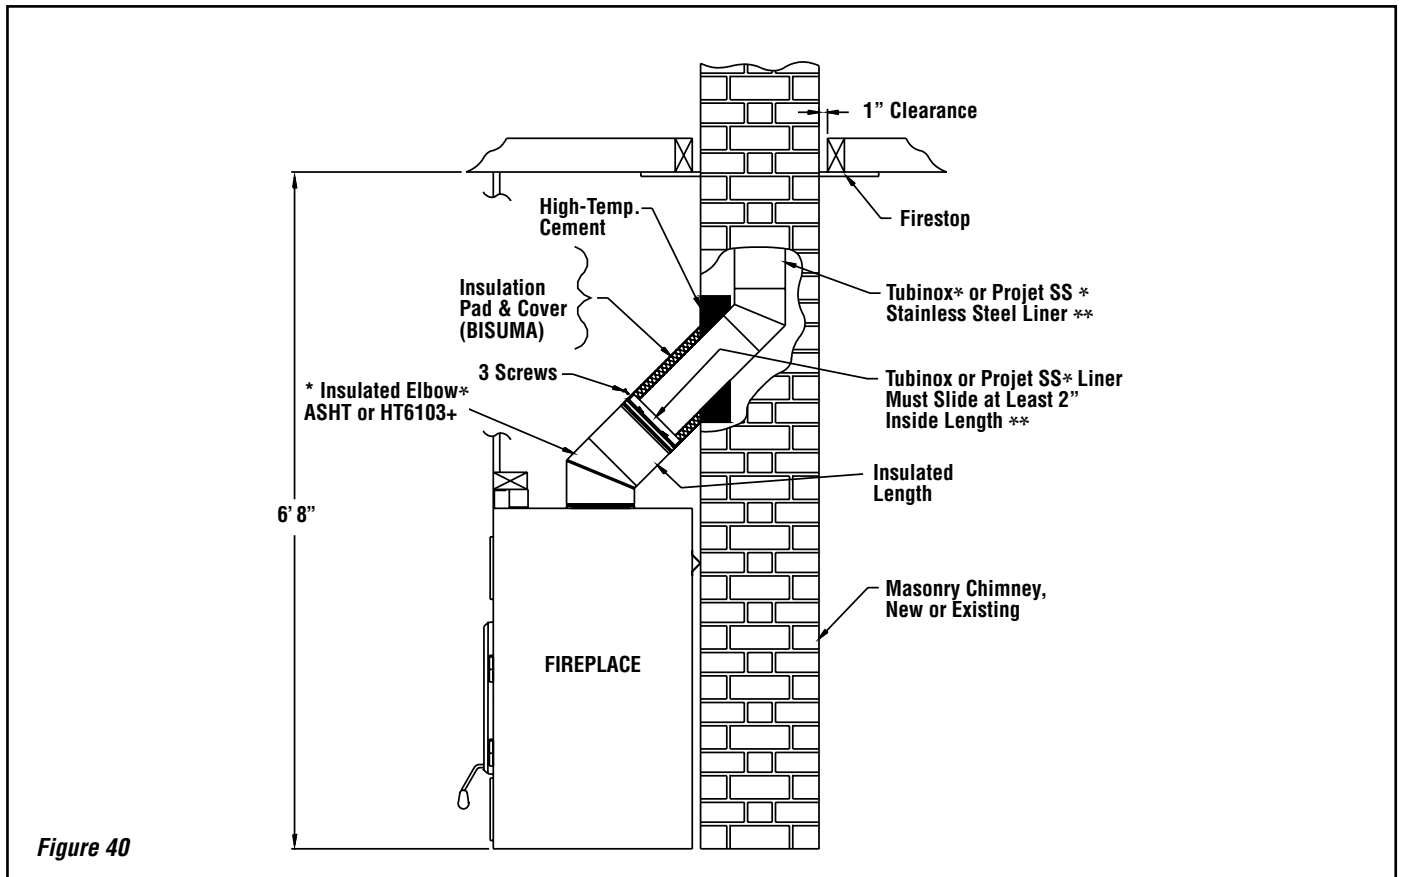 1” Clearance
High-Temp.
Cement
Firestop
Insulation
Pad & Cover
(BISUMA)
Tubinox* or Projet SS *
Stainless Steel Liner **
3 Screws
* Insulated Elbow*
ASHT or HT6103+
Tubinox or Projet SS* Liner
Must Slide at Least 2”
Inside Length **
Insulated
Length
6’ 8”
Masonry Chimney,
New or Existing
FIREPLACE
Figure 40